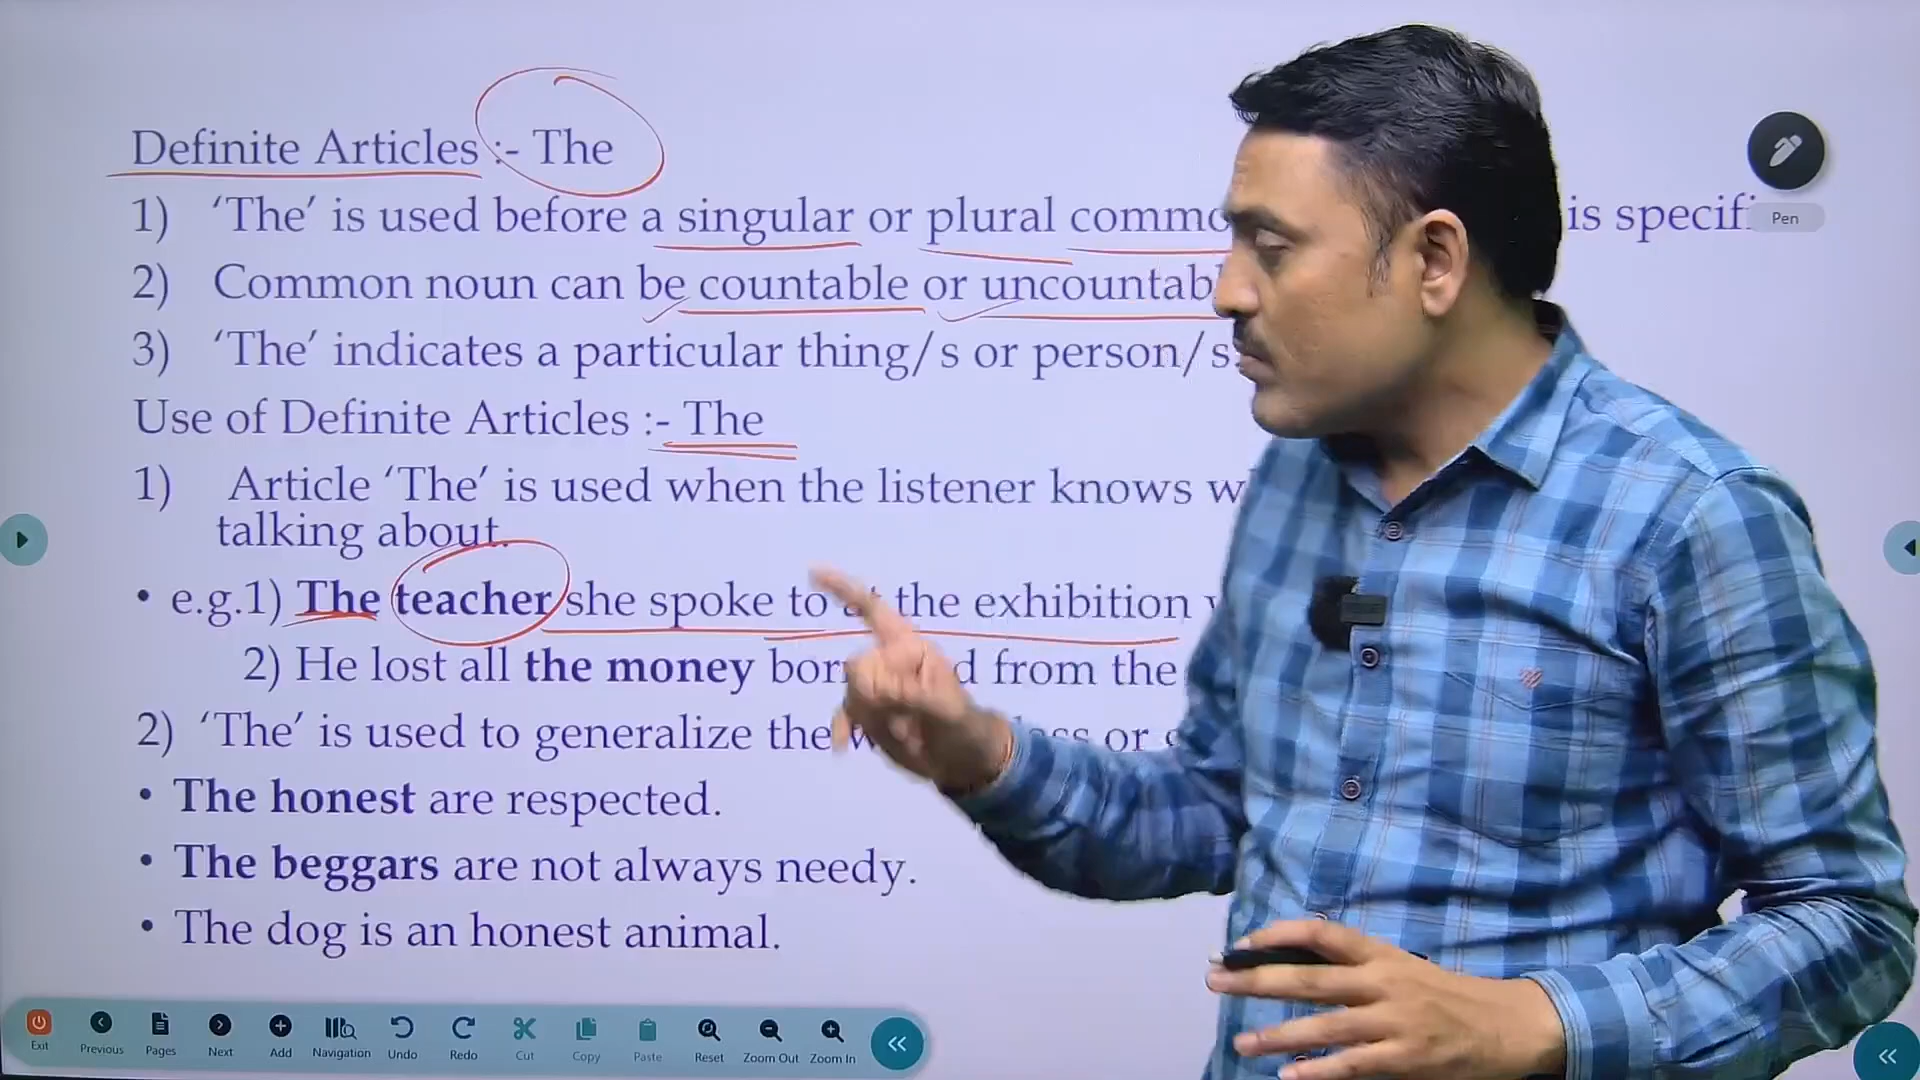 Definite Articles :- The
1) ‘The’ is used before a singular or plural is specif
2) Common noun can be countable or
3) ‘The’ indicates a particular thing/s or person/s.
Use of Definite Articles :- The
1) Article ‘The’ is used when the listener knows
talking about.
• e.g.1) The teacher she spoke to at the exhibition
2) He lost all the money from the
2) ‘The’ is used to generalize the or
• The honest are respected.
• The beggars are not always needy.
• The dog is an honest animal.
Pen
Exit Previous Pages Next Add Navigation Undo Redo Cut Copy Paste Reset Zoom Out Zoom In